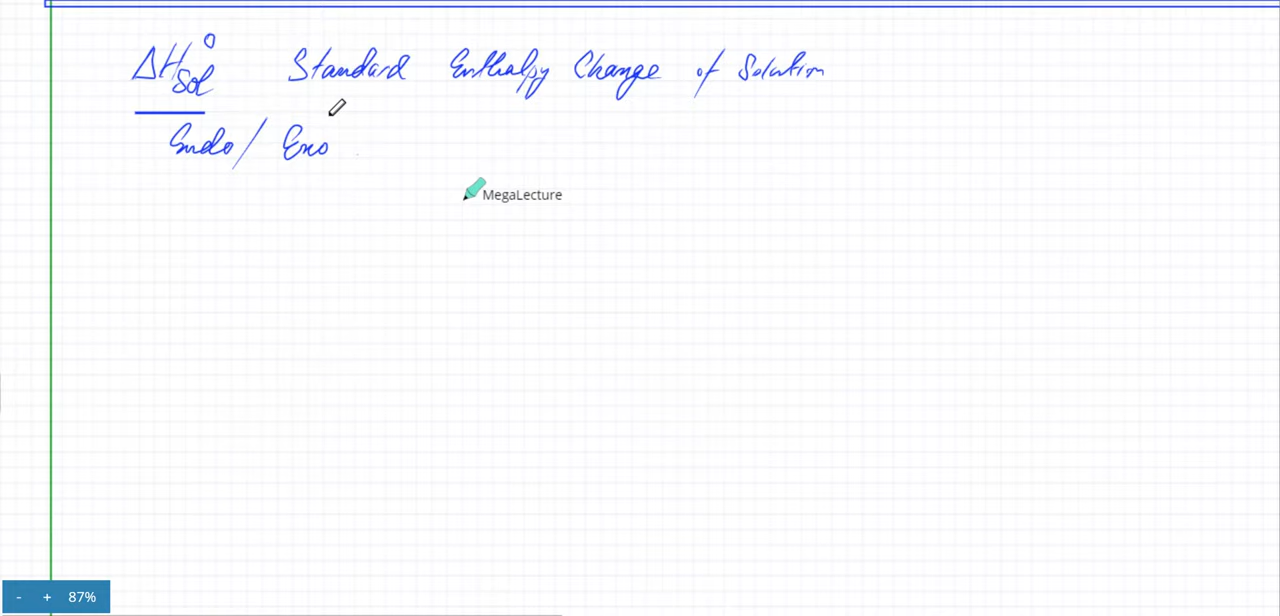 ΔH°sol Standard Enthalpy Change of Solution
Endo/ Exo
MegaLecture
- + 87%